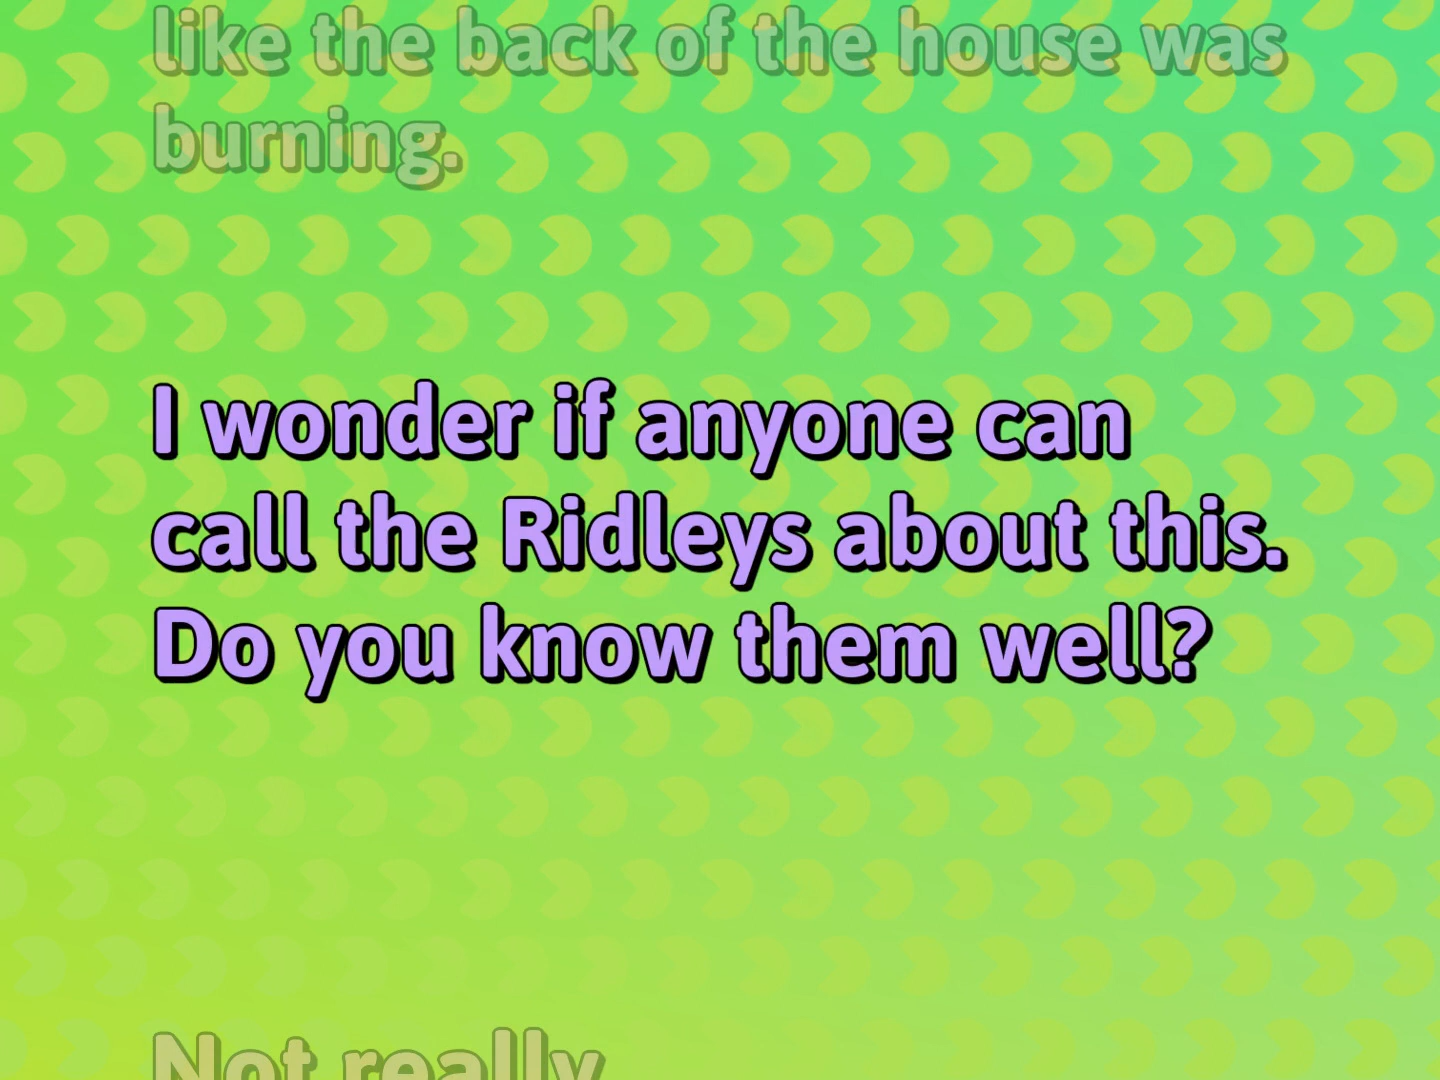 like the back of the house was
burning.
I wonder if anyone can
call the Ridleys about this.
Do you know them well?
Not really